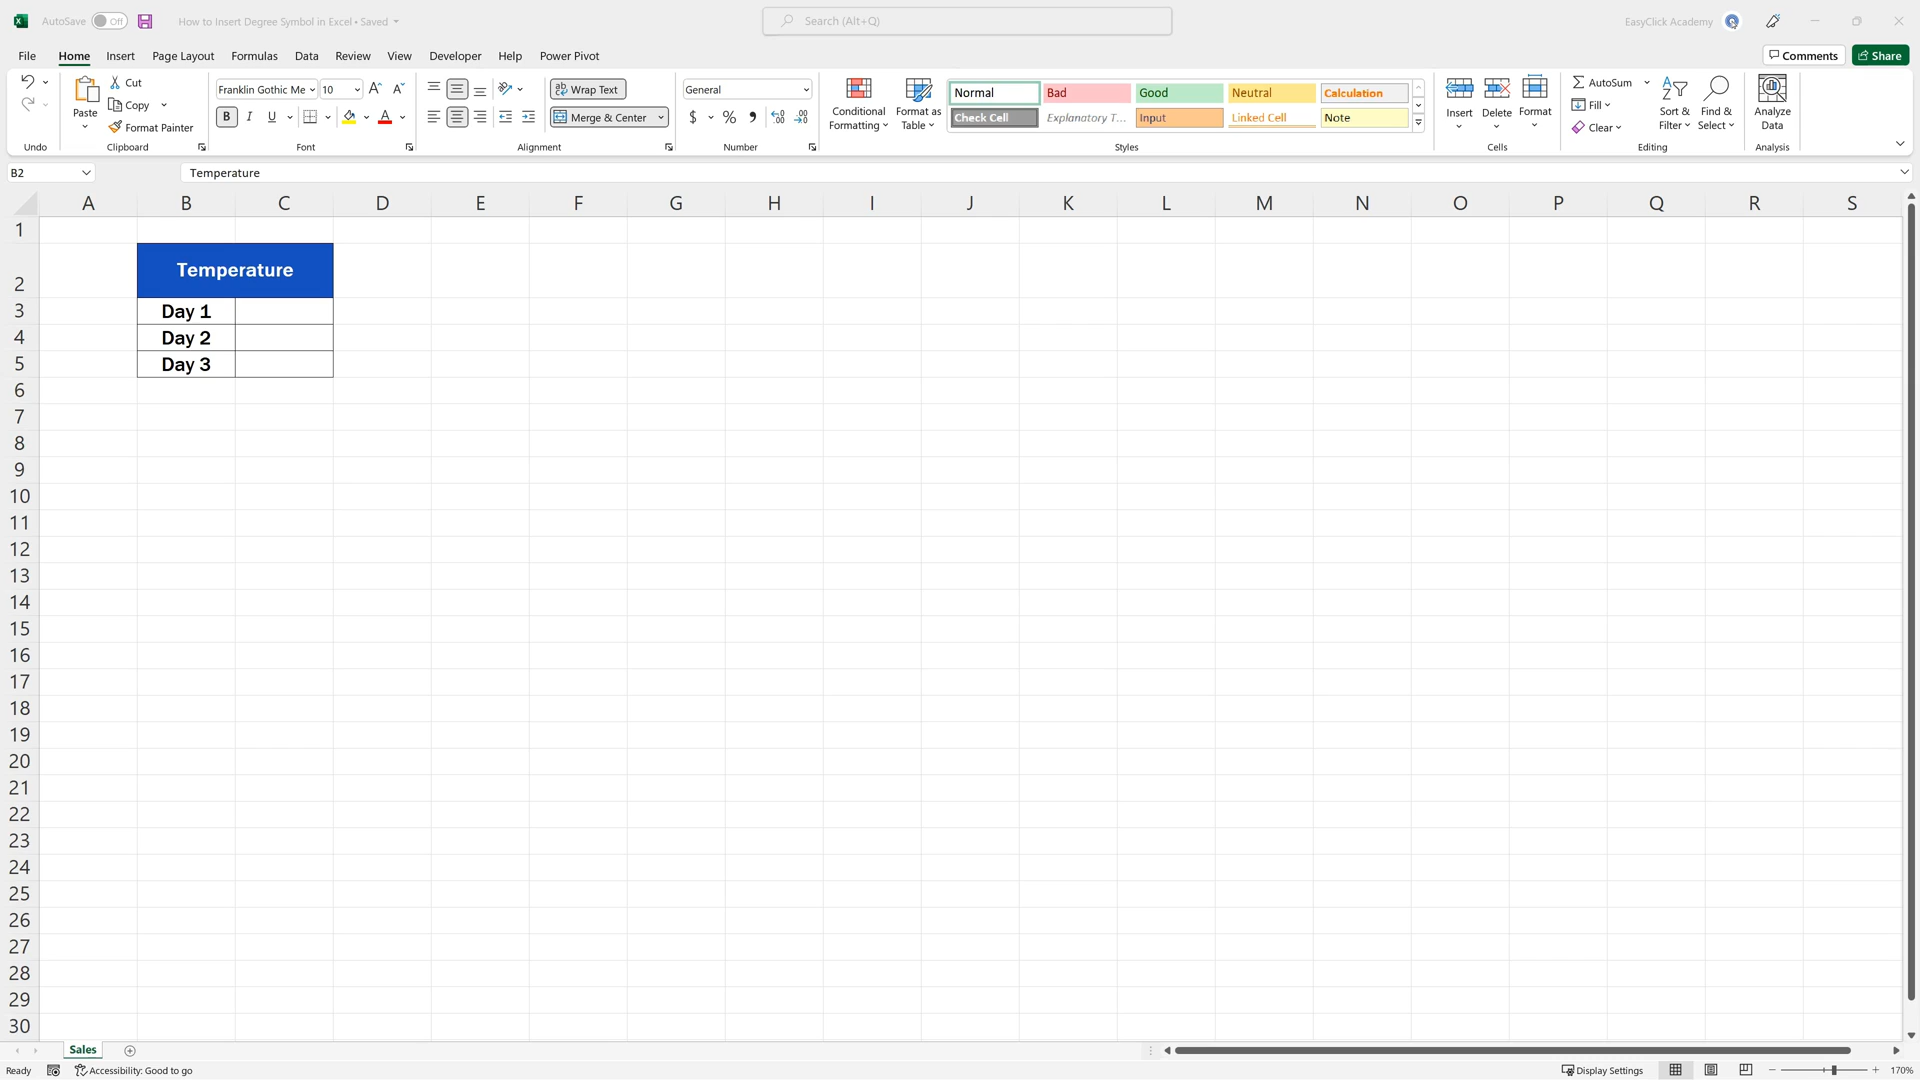 AutoSave Off How to Insert Degree Symbol in Excel • Saved Search (Alt+Q) EasyClick Academy
File Home Insert Page Layout Formulas Data Review View Developer Help Power Pivot Comments Share
Cut
Copy
Format Painter
Paste
Franklin Gothic Me 10
B I U
Wrap Text
Merge & Center
General
$ % 9
Conditional Formatting
Format as Table
Normal Bad Good Neutral Calculation
Check Cell Explanatory T... Input Linked Cell Note
Insert Delete Format
AutoSum
Fill
Clear
Sort & Filter
Find & Select
Analyze Data
Undo Clipboard Font Alignment Number Styles Cells Editing Analysis
B2 Temperature
A B C D E F G H I J K L M N O P Q R S
1
2 Temperature
3 Day 1
4 Day 2
5 Day 3
6
7
8
9
10
11
12
13
14
15
16
17
18
19
20
21
22
23
24
25
26
27
28
29
30
Sales
Ready Accessibility: Good to go Display Settings 170%